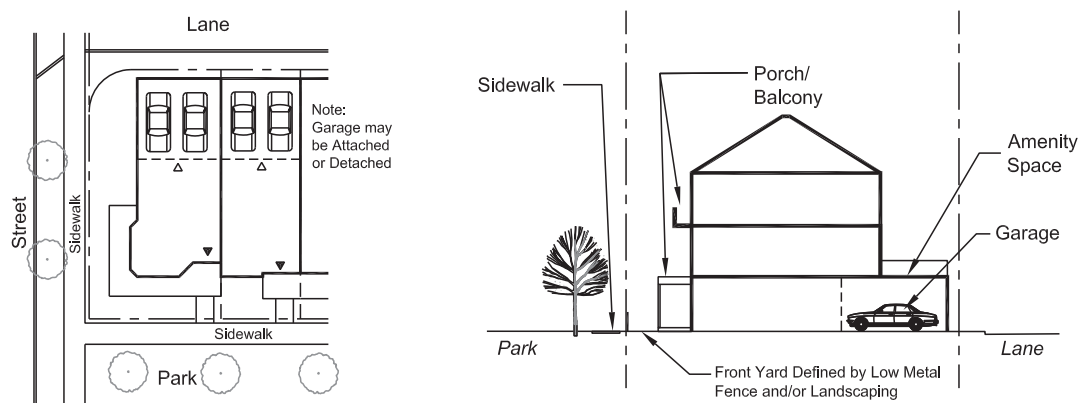 Lane
Note:
Garage may
be Attached
or Detached
Street
Sidewalk
Sidewalk
Park
Sidewalk
Porch/
Balcony
Amenity
Space
Garage
Park
Lane
Front Yard Defined by Low Metal
Fence and/or Landscaping